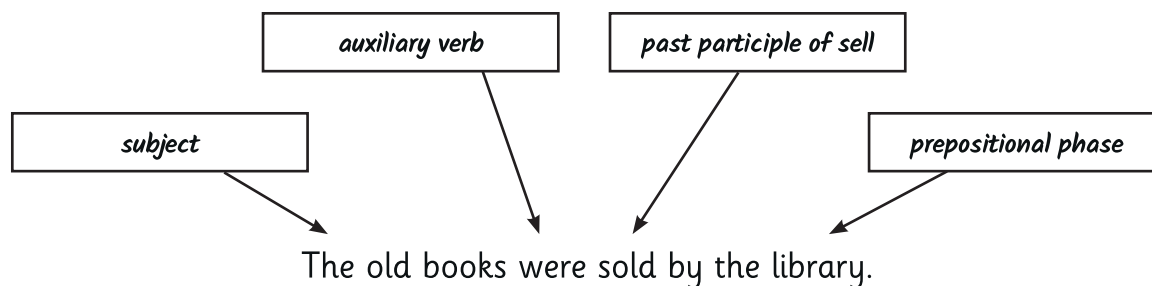 auxiliary verb
past participle of sell
subject
prepositional phase
The old books were sold by the library.